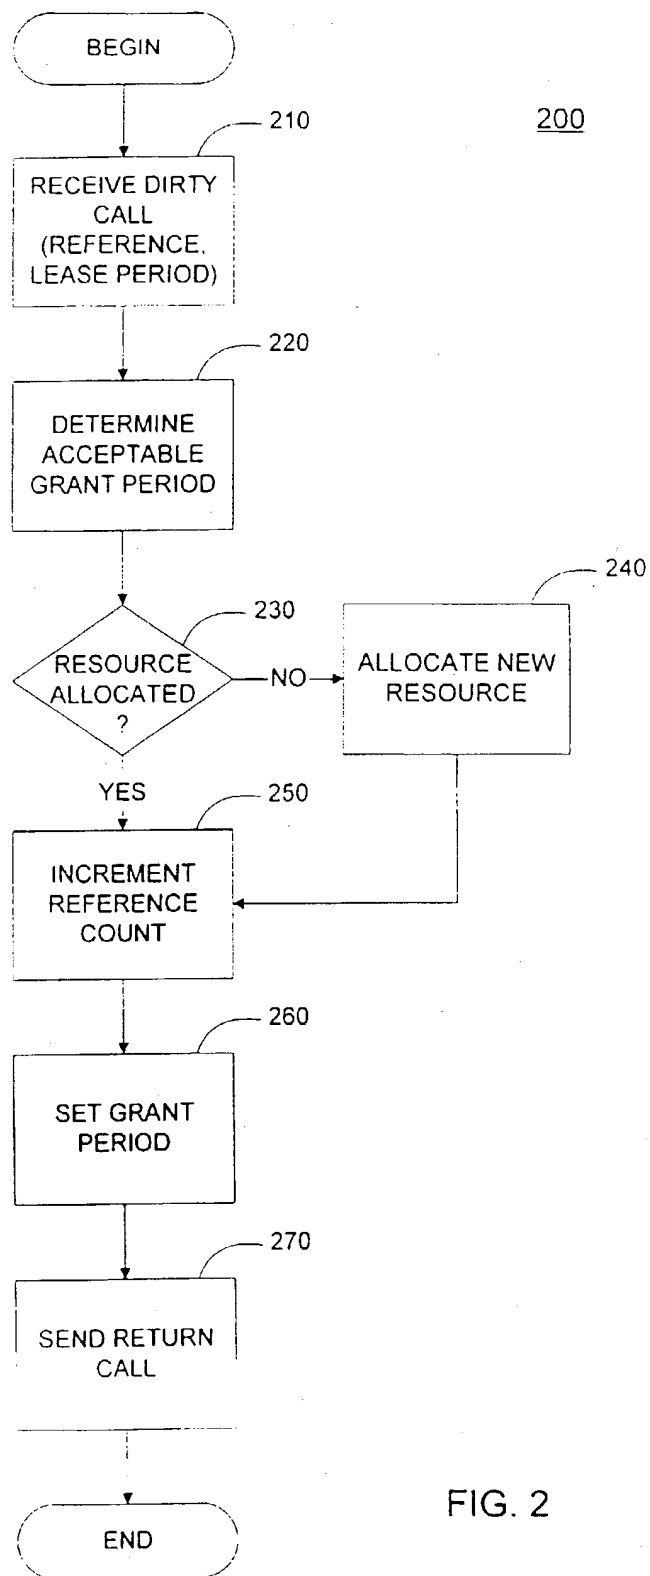 BEGIN
200
210
RECEIVE DIRTY
CALL
(REFERENCE,
LEASE PERIOD)
220
DETERMINE
ACCEPTABLE
GRANT PERIOD
230
RESOURCE
ALLOCATED
?
NO
240
ALLOCATE NEW
RESOURCE
YES
250
INCREMENT
REFERENCE
COUNT
260
SET GRANT
PERIOD
270
SEND RETURN
CALL
END
FIG. 2